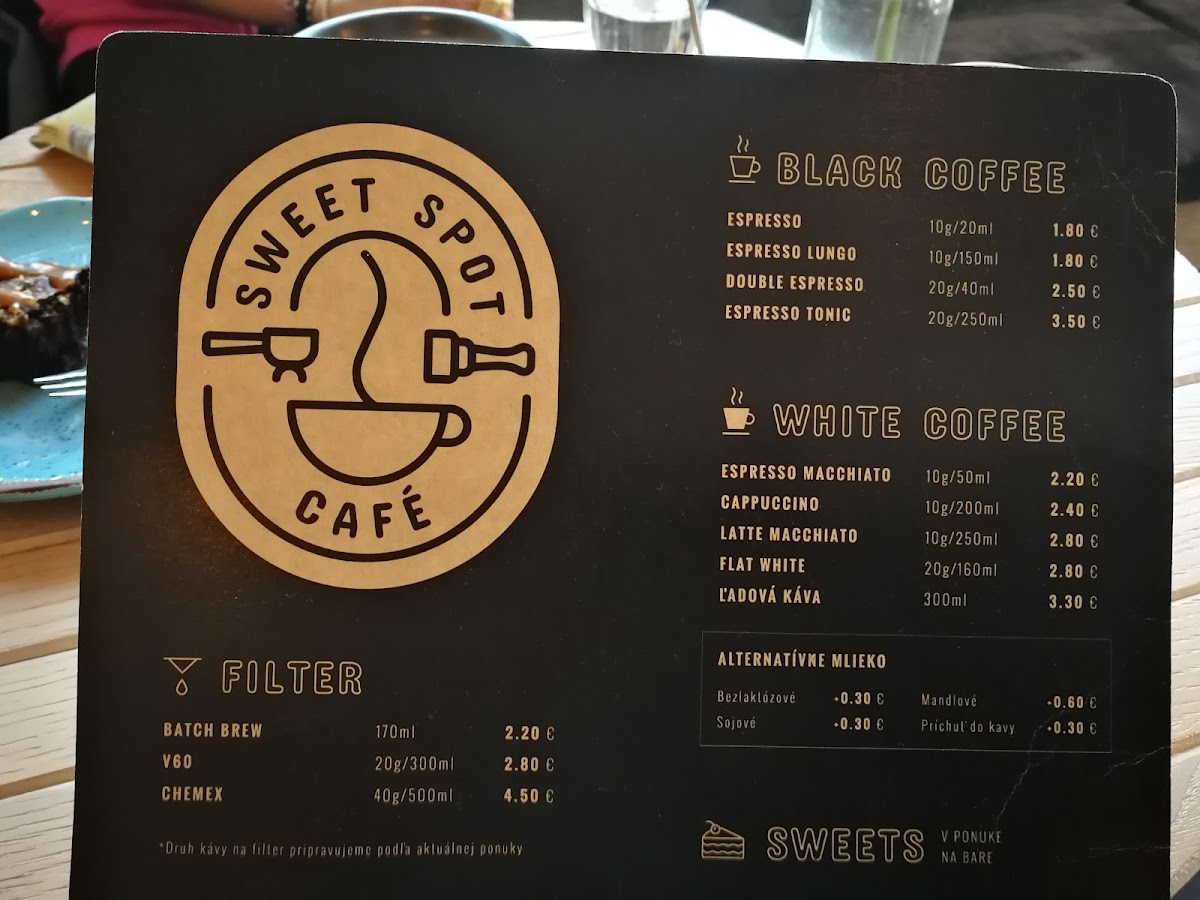 SWEET SPOT
CAFÉ
FILTER
BATCH BREW 170ml 2.20 €
V60 20g/300ml 2.80 €
CHEMEX 40g/500ml 4.50 €
*Druh kávy na filter pripravujeme podľa aktuálnej ponuky
BLACK COFFEE
ESPRESSO 10g/20ml 1.80 €
ESPRESSO LUNGO 10g/150ml 1.80 €
DOUBLE ESPRESSO 20g/40ml 2.50 €
ESPRESSO TONIC 20g/250ml 3.50 €
WHITE COFFEE
ESPRESSO MACCHIATO 10g/50ml 2.20 €
CAPPUCCINO 10g/200ml 2.40 €
LATTE MACCHIATO 10g/250ml 2.80 €
FLAT WHITE 20g/160ml 2.80 €
ĽADOVÁ KÁVA 300ml 3.30 €
ALTERNATÍVNE MLIEKO
Bezlaktózové +0.30 € Mandlové +0.60 €
Sojové +0.30 € Príchuť do kavy +0.30 €
SWEETS V PONUKE
NA BARE